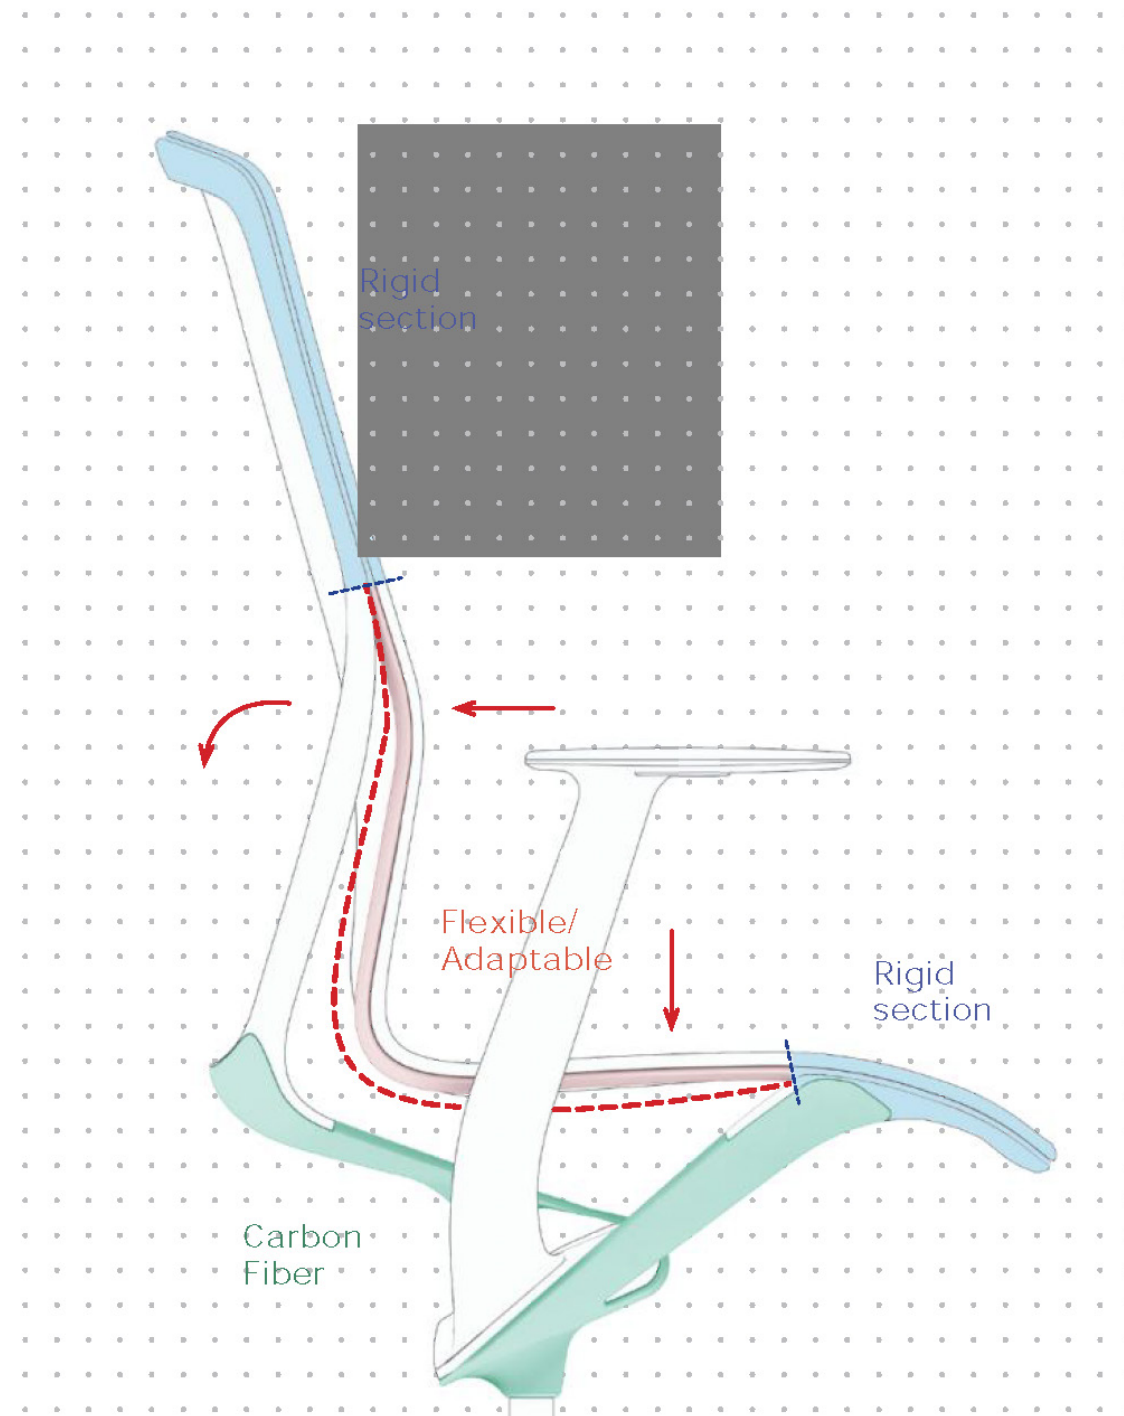 Rigid
section
Flexible/
Adaptable
Rigid
section
Carbon
Fiber